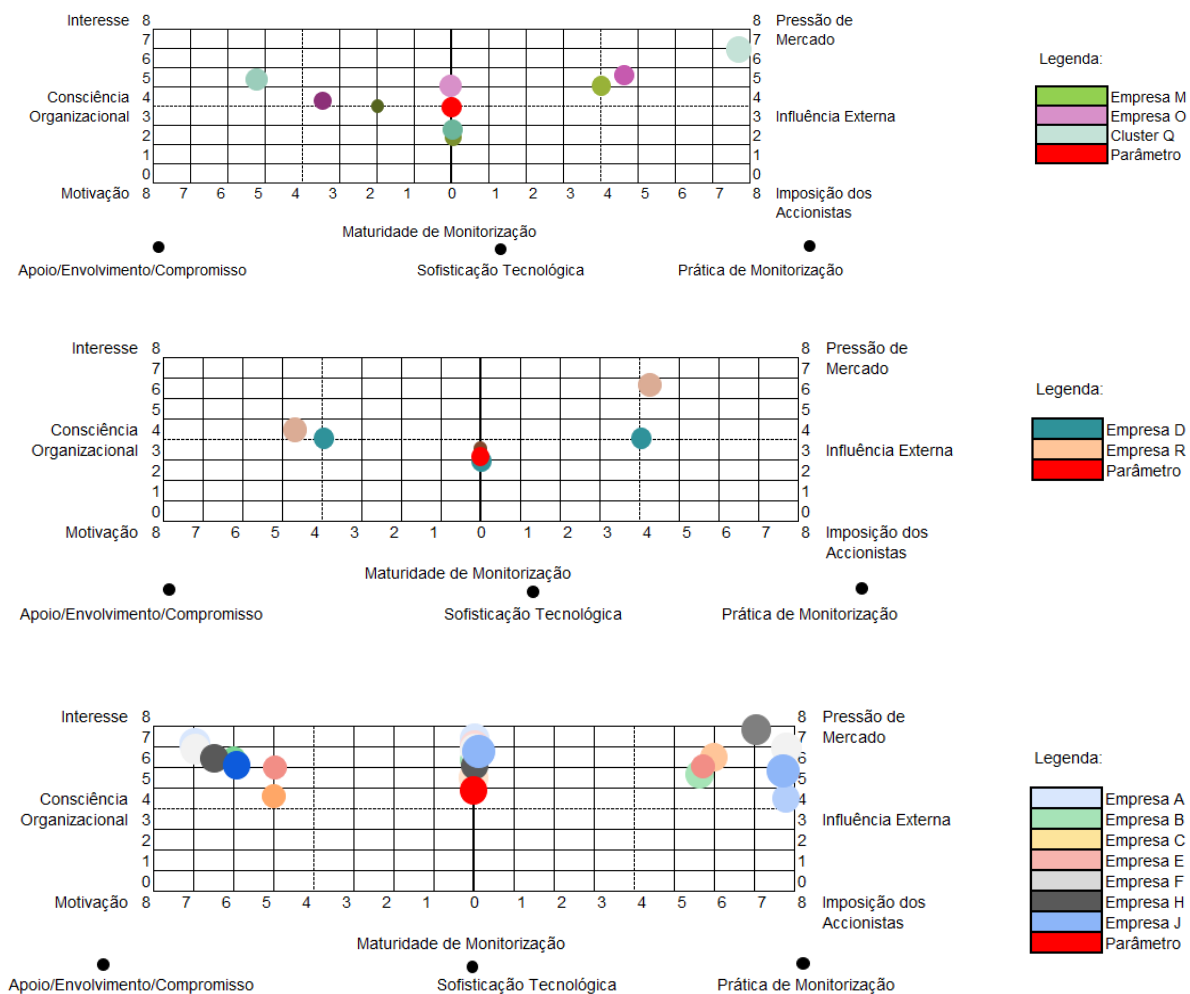 Interesse 8
8 Pressão de
7
7 Mercado
6
6
5
5
Consciência 4
4
Organizacional 3
3 Influência Externa
2
2
1
1
0
0
Motivação 8 7 6 5 4 3 2 1 0 1 2 3 4 5 6 7 8 Imposição dos
Accionistas
Maturidade de Monitorização
Apoio/Envolvimento/Compromisso
Sofisticação Tecnológica
Prática de Monitorização
Legenda:
Empresa M
Empresa O
Cluster Q
Parâmetro
Interesse 8
8 Pressão de
7
7 Mercado
6
6
5
5
Consciência 4
4
Organizacional 3
3 Influência Externa
2
2
1
1
0
0
Motivação 8 7 6 5 4 3 2 1 0 1 2 3 4 5 6 7 8 Imposição dos
Accionistas
Maturidade de Monitorização
Apoio/Envolvimento/Compromisso
Sofisticação Tecnológica
Prática de Monitorização
Legenda:
Empresa D
Empresa R
Parâmetro
Interesse 8
8 Pressão de
7
7 Mercado
6
6
5
5
Consciência 4
4
Organizacional 3
3 Influência Externa
2
2
1
1
0
0
Motivação 8 7 6 5 4 3 2 1 0 1 2 3 4 5 6 7 8 Imposição dos
Accionistas
Maturidade de Monitorização
Apoio/Envolvimento/Compromisso
Sofisticação Tecnológica
Prática de Monitorização
Legenda:
Empresa A
Empresa B
Empresa C
Empresa E
Empresa F
Empresa H
Empresa J
Parâmetro